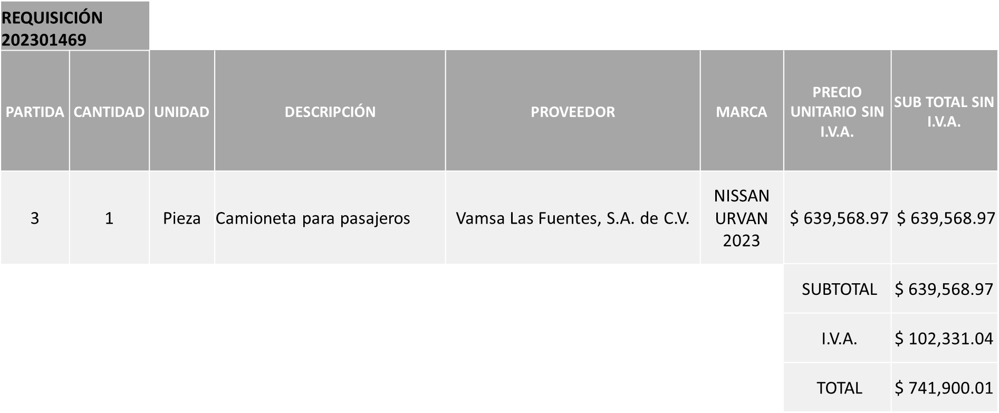 REQUISICIÓN
202301469
PARTIDA CANTIDAD UNIDAD DESCRIPCIÓN PROVEEDOR MARCA
PRECIO
UNITARIO SIN
I.V.A.
SUB TOTAL SIN
I.V.A.
3 1 Pieza Camioneta para pasajeros Vamsa Las Fuentes, S.A. de C.V.
NISSAN
URVAN
2023
$ 639,568.97 $ 639,568.97
SUBTOTAL $ 639,568.97
I.V.A. $ 102,331.04
TOTAL $ 741,900.01